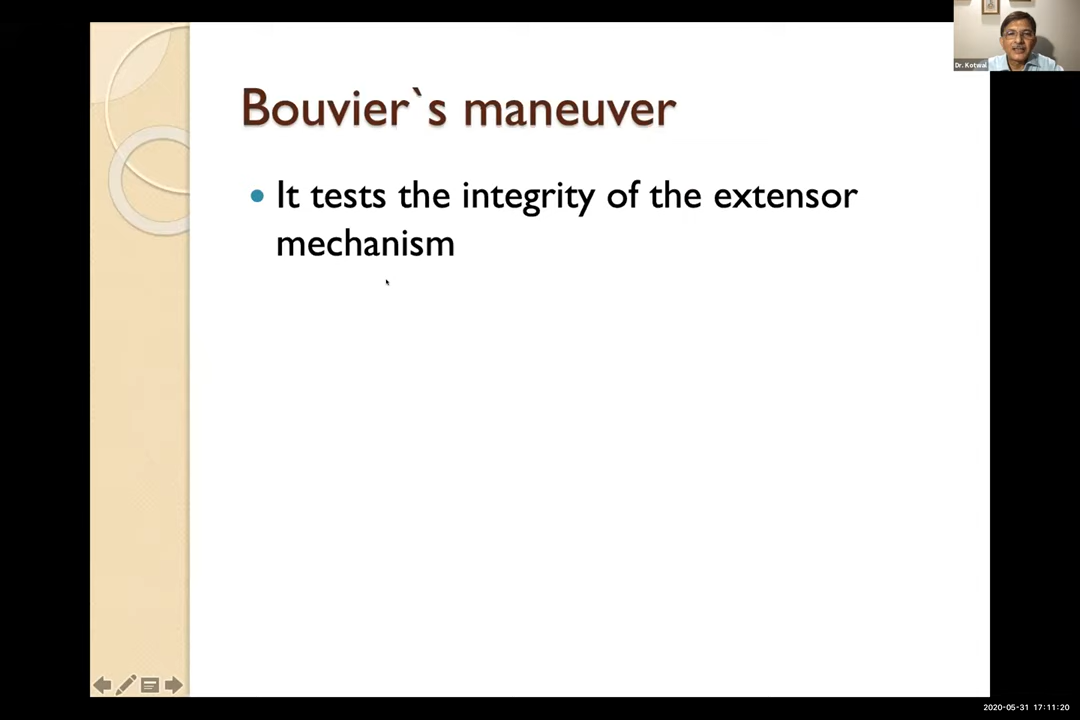 Dr. Kotwal
Bouvier`s maneuver
• It tests the integrity of the extensor
mechanism
2020-05-31 17:11:20